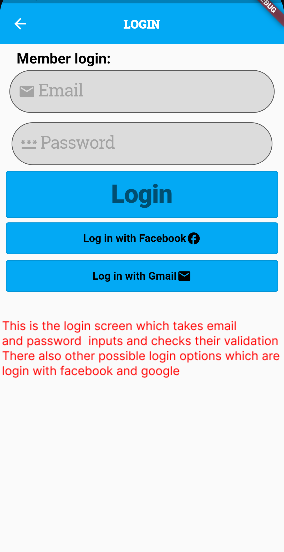 LOGIN
Member login:
Email
Password
Login
Log in with Facebook
Log in with Gmail
This is the login screen which takes email
and password  inputs and checks their validation
There also other possible login options which are
login with facebook and google